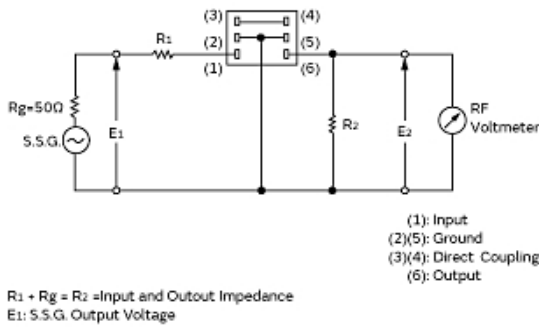 (3) (4)
R1 (2) (5)
(1) (6)
Rg=50Ω
S.S.G.
E1
R2
E2
RF
Voltmeter
(1): Input
(2)(5): Ground
(3)(4): Direct Coupling
(6): Output
R1 + Rg = R2 =Input and Outout Impedance
E1: S.S.G. Output Voltage